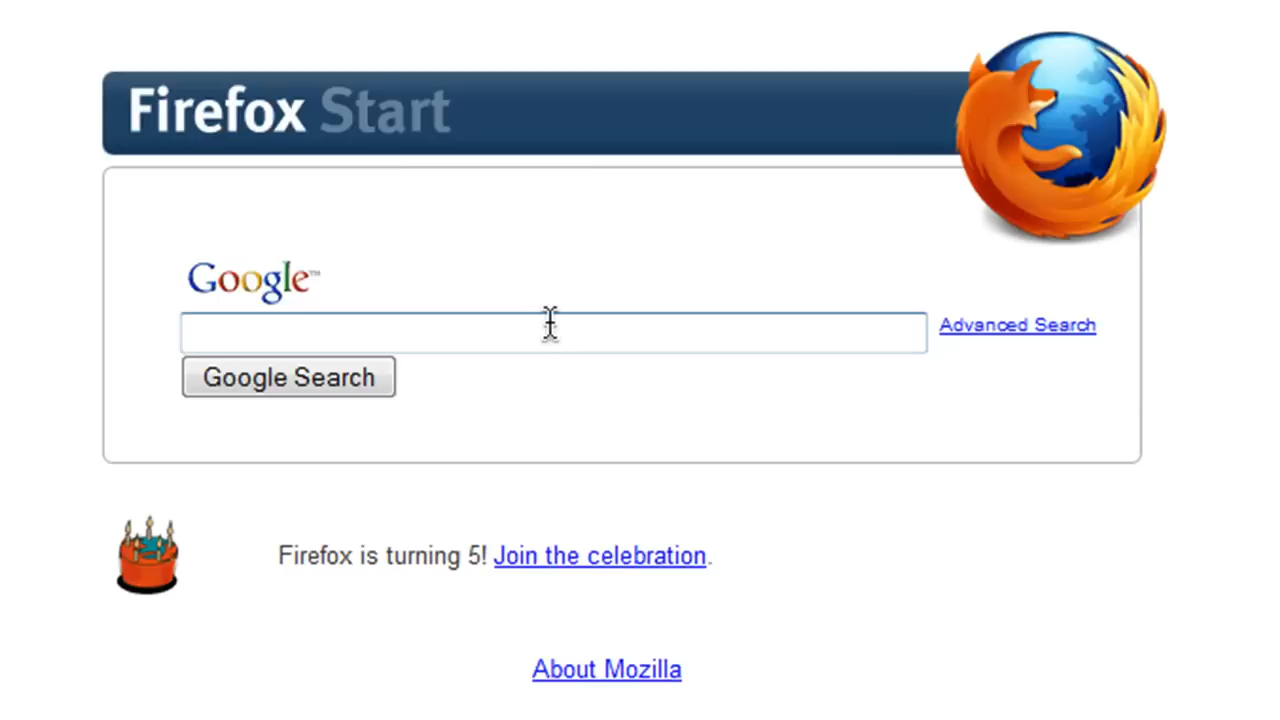 Firefox Start
Google™
Advanced Search
Google Search
Firefox is turning 5! Join the celebration.
About Mozilla